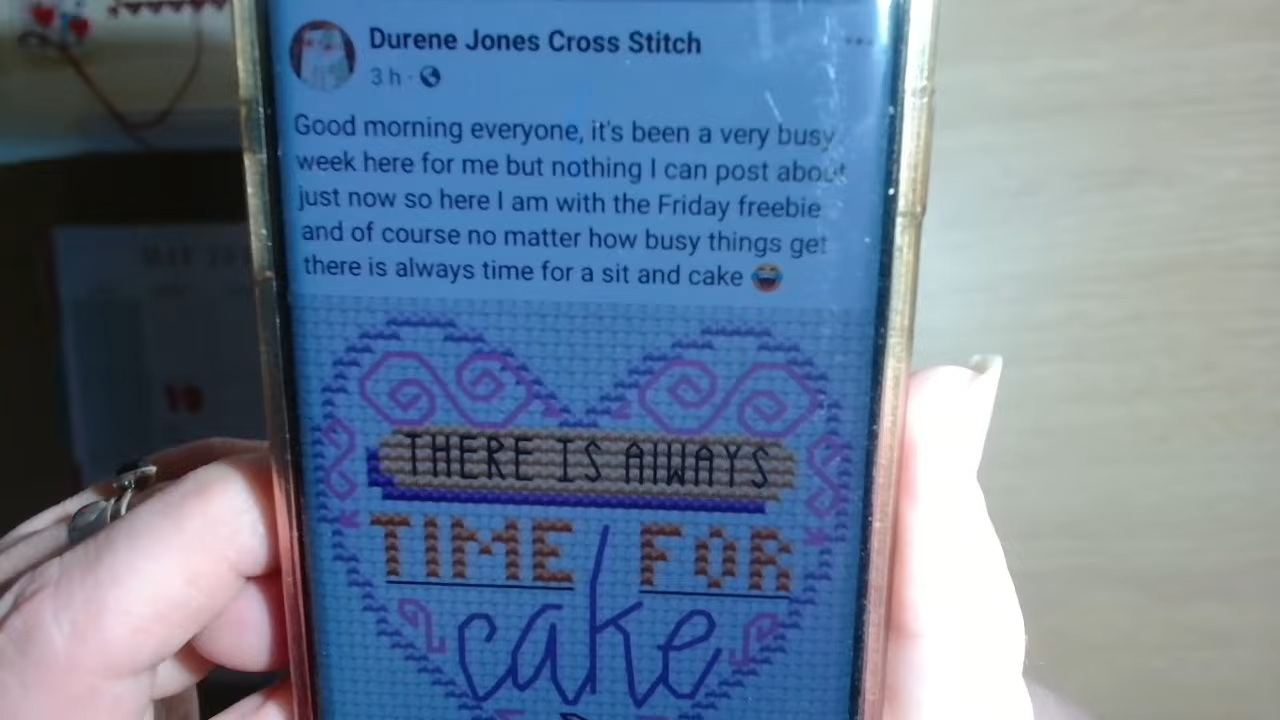 Durene Jones Cross Stitch
3 h
Good morning everyone, it's been a very busy
week here for me but nothing I can post about
just now so here I am with the Friday freebie
and of course no matter how busy things get
there is always time for a sit and cake 😂
THERE IS AlWAYS
TIME FOR
cake
19